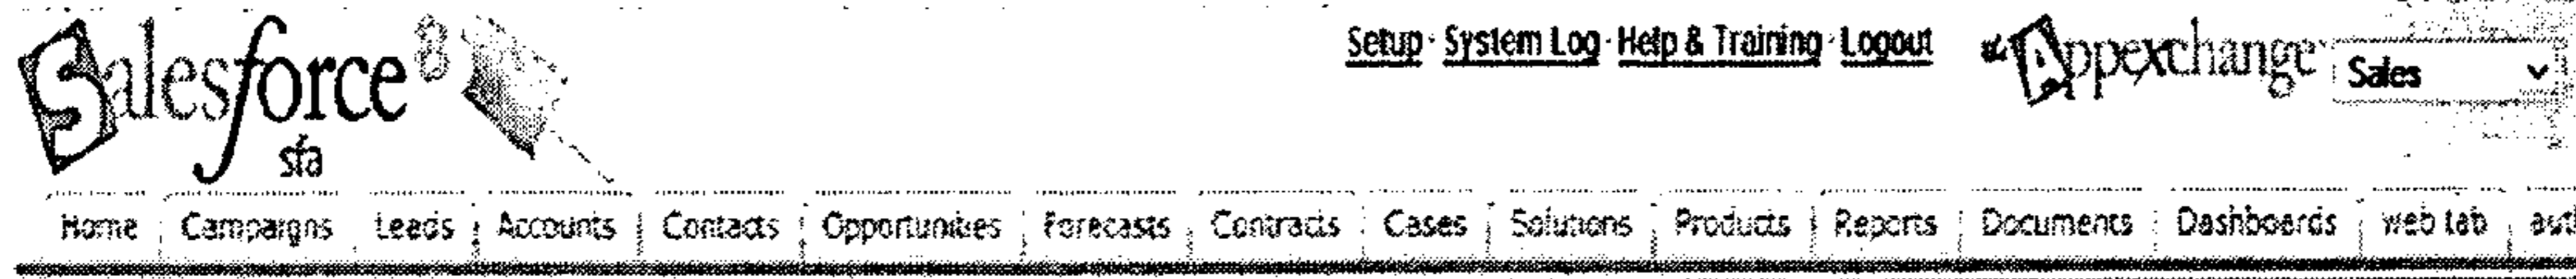 Salesforce
sfa
Setup · System Log · Help & Training · Logout
Appexchange Sales
Home Campaigns Leads Accounts Contacts Opportunities Forecasts Contracts Cases Solutions Products Reports Documents Dashboards web tab